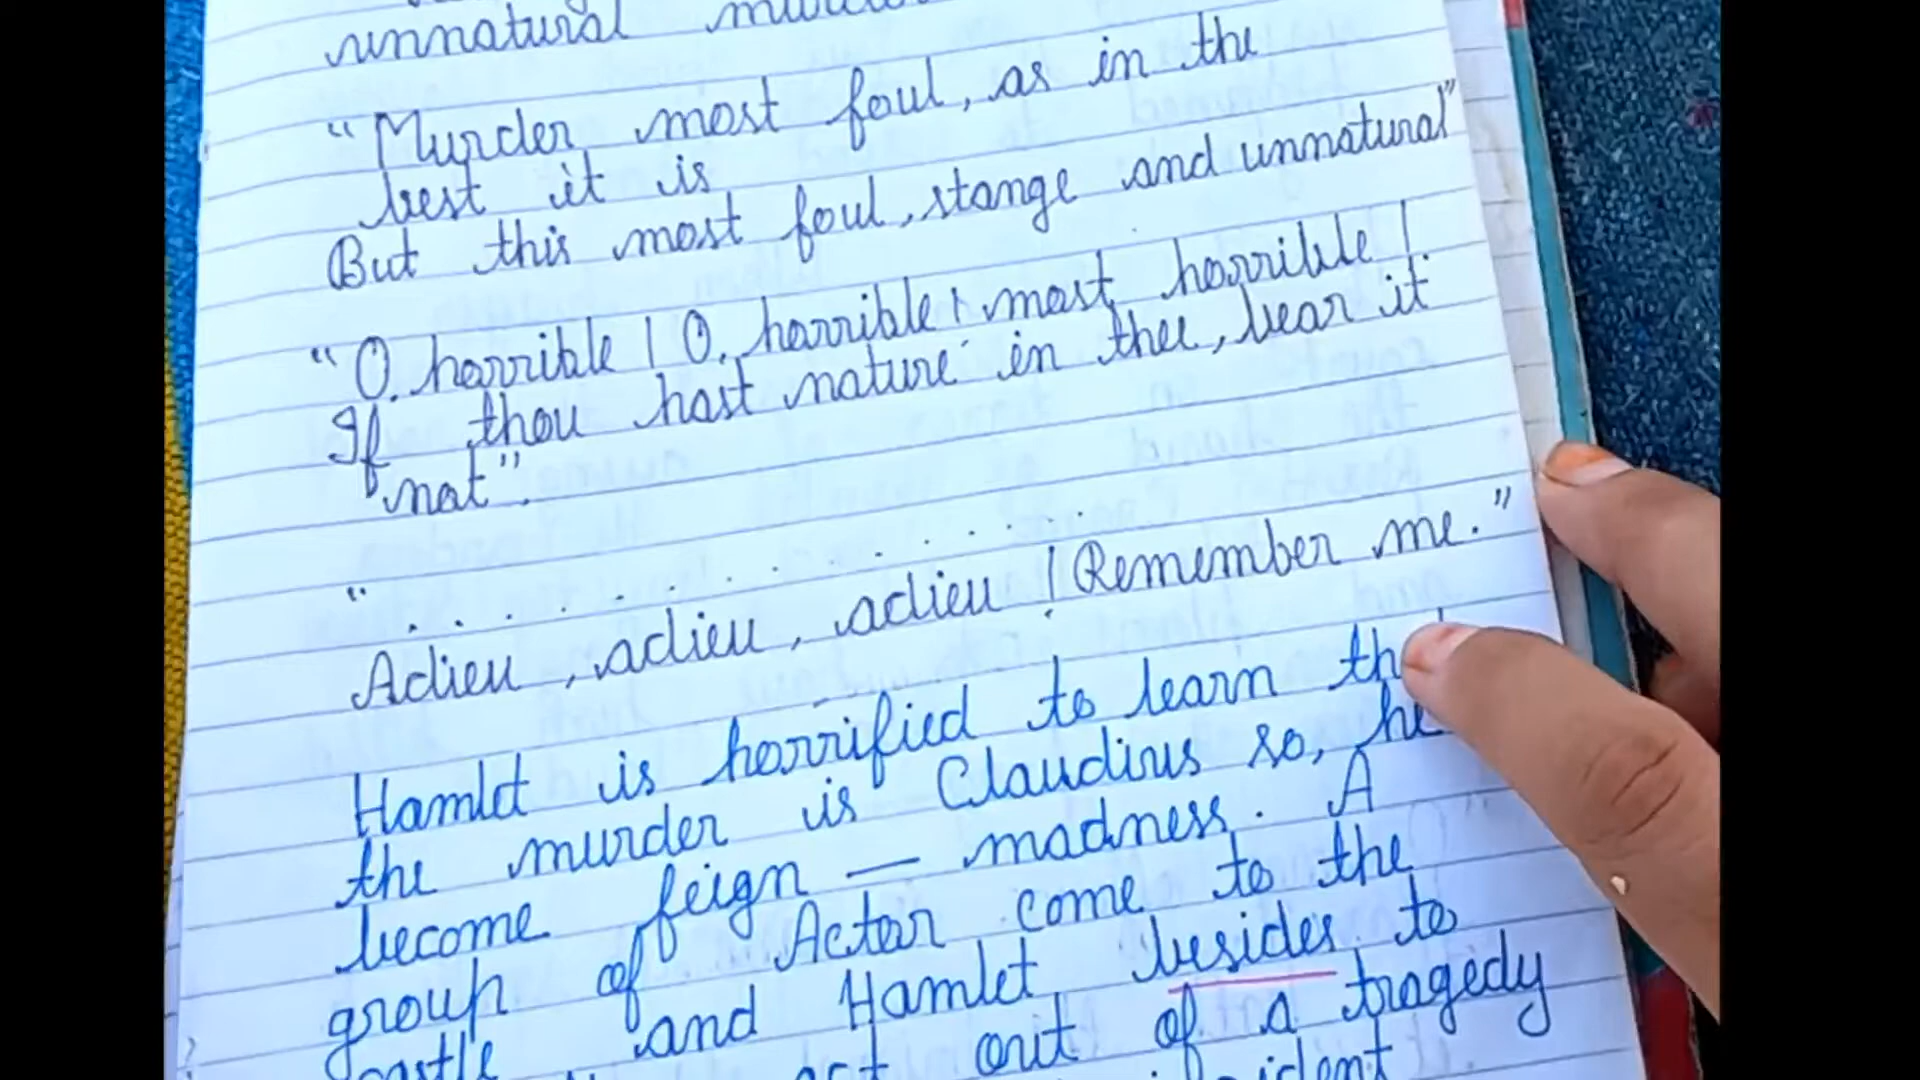 unnatural
“Murder most foul, as in the
best it is
But this most foul, stange and unnatural”
“O, horrible! O, horrible! most horrible!
If thou hast nature in thee, bear it
not”.
“ . . . . . . . . . .
Adieu, adieu, adieu! Remember me.”
Hamlet is horrified to learn
the murder is Claudius so, he
become feign — madness. A
group of Actor come to the
castle and Hamlet besides to
act out of a tragedy